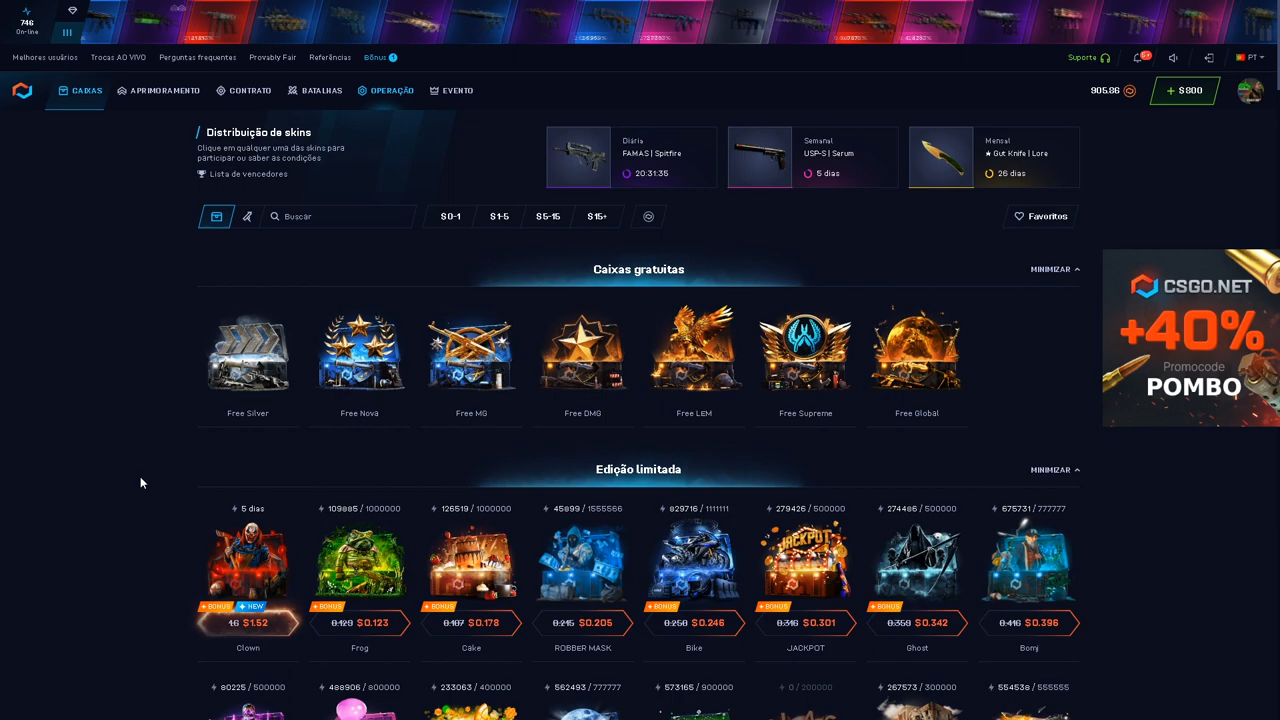 746
On-line
Melhores usuários
Trocas AO VIVO
Perguntas frequentes
Provably Fair
Referências
Bônus
Suporte
PT
CAIXAS
APRIMORAMENTO
CONTRATO
BATALHAS
OPERAÇÃO
EVENTO
905.86
+ $800
Distribuição de skins
Clique em qualquer uma das skins para
participar ou saber as condições
Lista de vencedores
Diária
FAMAS | Spitfire
20:31:35
Semanal
USP-S | Serum
5 dias
Mensal
★ Gut Knife | Lore
26 dias
Buscar
$0-1
$1-5
$5-15
$15+
Favoritos
Caixas gratuitas
MINIMIZAR
Free Silver
Free Nova
Free MG
Free DMG
Free LEM
Free Supreme
Free Global
CSGO.NET
+40%
Promocode
POMBO
Edição limitada
MINIMIZAR
5 dias
109885 / 1000000
126519 / 1000000
45899 / 1555566
829716 / 1111111
279426 / 500000
274486 / 500000
675731 / 777777
JACKPOT
+ BONUS
+ NEW
+ BONUS
+ BONUS
+ BONUS
+ BONUS
+ BONUS
1.6 $1.52
0.129 $0.123
0.187 $0.178
0.215 $0.205
0.258 $0.246
0.316 $0.301
0.359 $0.342
0.416 $0.396
Clown
Frog
Cake
ROBBER MASK
Bike
JACKPOT
Ghost
Bomj
80225 / 500000
488906 / 800000
233063 / 400000
562493 / 777777
573165 / 900000
0 / 200000
267573 / 300000
554538 / 555555